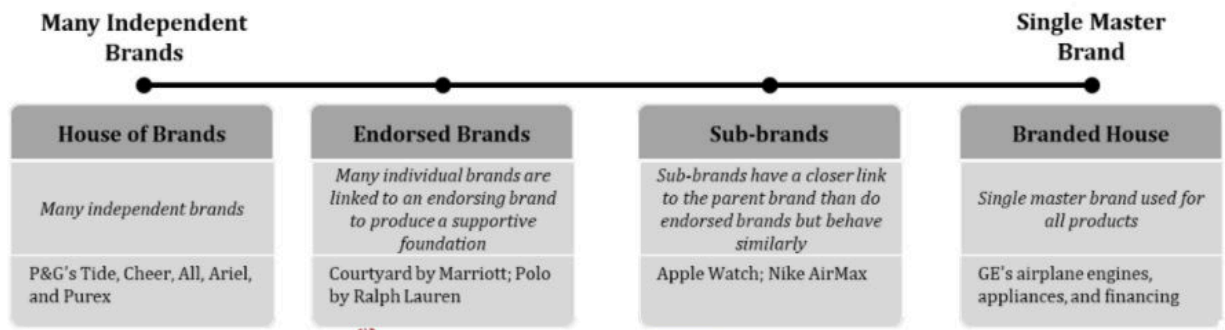 Many Independent
Brands
Single Master
Brand
House of Brands
Many independent brands
P&G's Tide, Cheer, All, Ariel,
and Purex
Endorsed Brands
Many individual brands are
linked to an endorsing brand
to produce a supportive
foundation
Courtyard by Marriott; Polo
by Ralph Lauren
Sub-brands
Sub-brands have a closer link
to the parent brand than do
endorsed brands but behave
similarly
Apple Watch; Nike AirMax
Branded House
Single master brand used for
all products
GE's airplane engines,
appliances, and financing